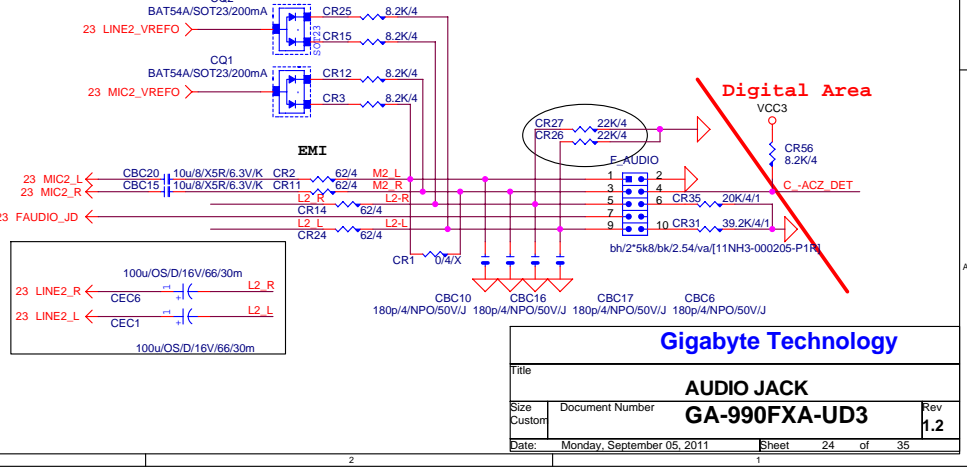 BAT54A/SOT23/200mA
CR25 8.2K/4
23 LINE2_VREFO
SOT23
CR15 8.2K/4
CQ1
BAT54A/SOT23/200mA
CR12 8.2K/4
23 MIC2_VREFO
CR3 8.2K/4
Digital Area
VCC3
CR27 22K/4
CR26 22K/4
CR56
8.2K/4
EMI
F_AUDIO
CBC20 10u/8/X5R/6.3V/K CR2 62/4 M2_L
23 MIC2_L
1 2
CBC15 10u/8/X5R/6.3V/K CR11 62/4 M2_R
23 MIC2_R
3 4
C_-ACZ_DET
L2_R L2-R
5 6 CR35 20K/4/1
CR14 62/4
23 FAUDIO_JD
7
L2_L L2-L
9 10 CR31 39.2K/4/1
CR24 62/4
bh/2*5k8/bk/2.54/va/[11NH3-000205-P1R]
CR1 0/4/X
100u/OS/D/16V/66/30m
23 LINE2_R 1 L2_R
CEC6 +
23 LINE2_L 1 L2_L
CEC1 +
100u/OS/D/16V/66/30m
CBC10 CBC16 CBC17 CBC6
180p/4/NPO/50V/J 180p/4/NPO/50V/J 180p/4/NPO/50V/J 180p/4/NPO/50V/J
Gigabyte Technology
Title
AUDIO JACK
Size Document Number Rev
Custom GA-990FXA-UD3 1.2
Date: Monday, September 05, 2011 Sheet 24 of 35
A
2 1